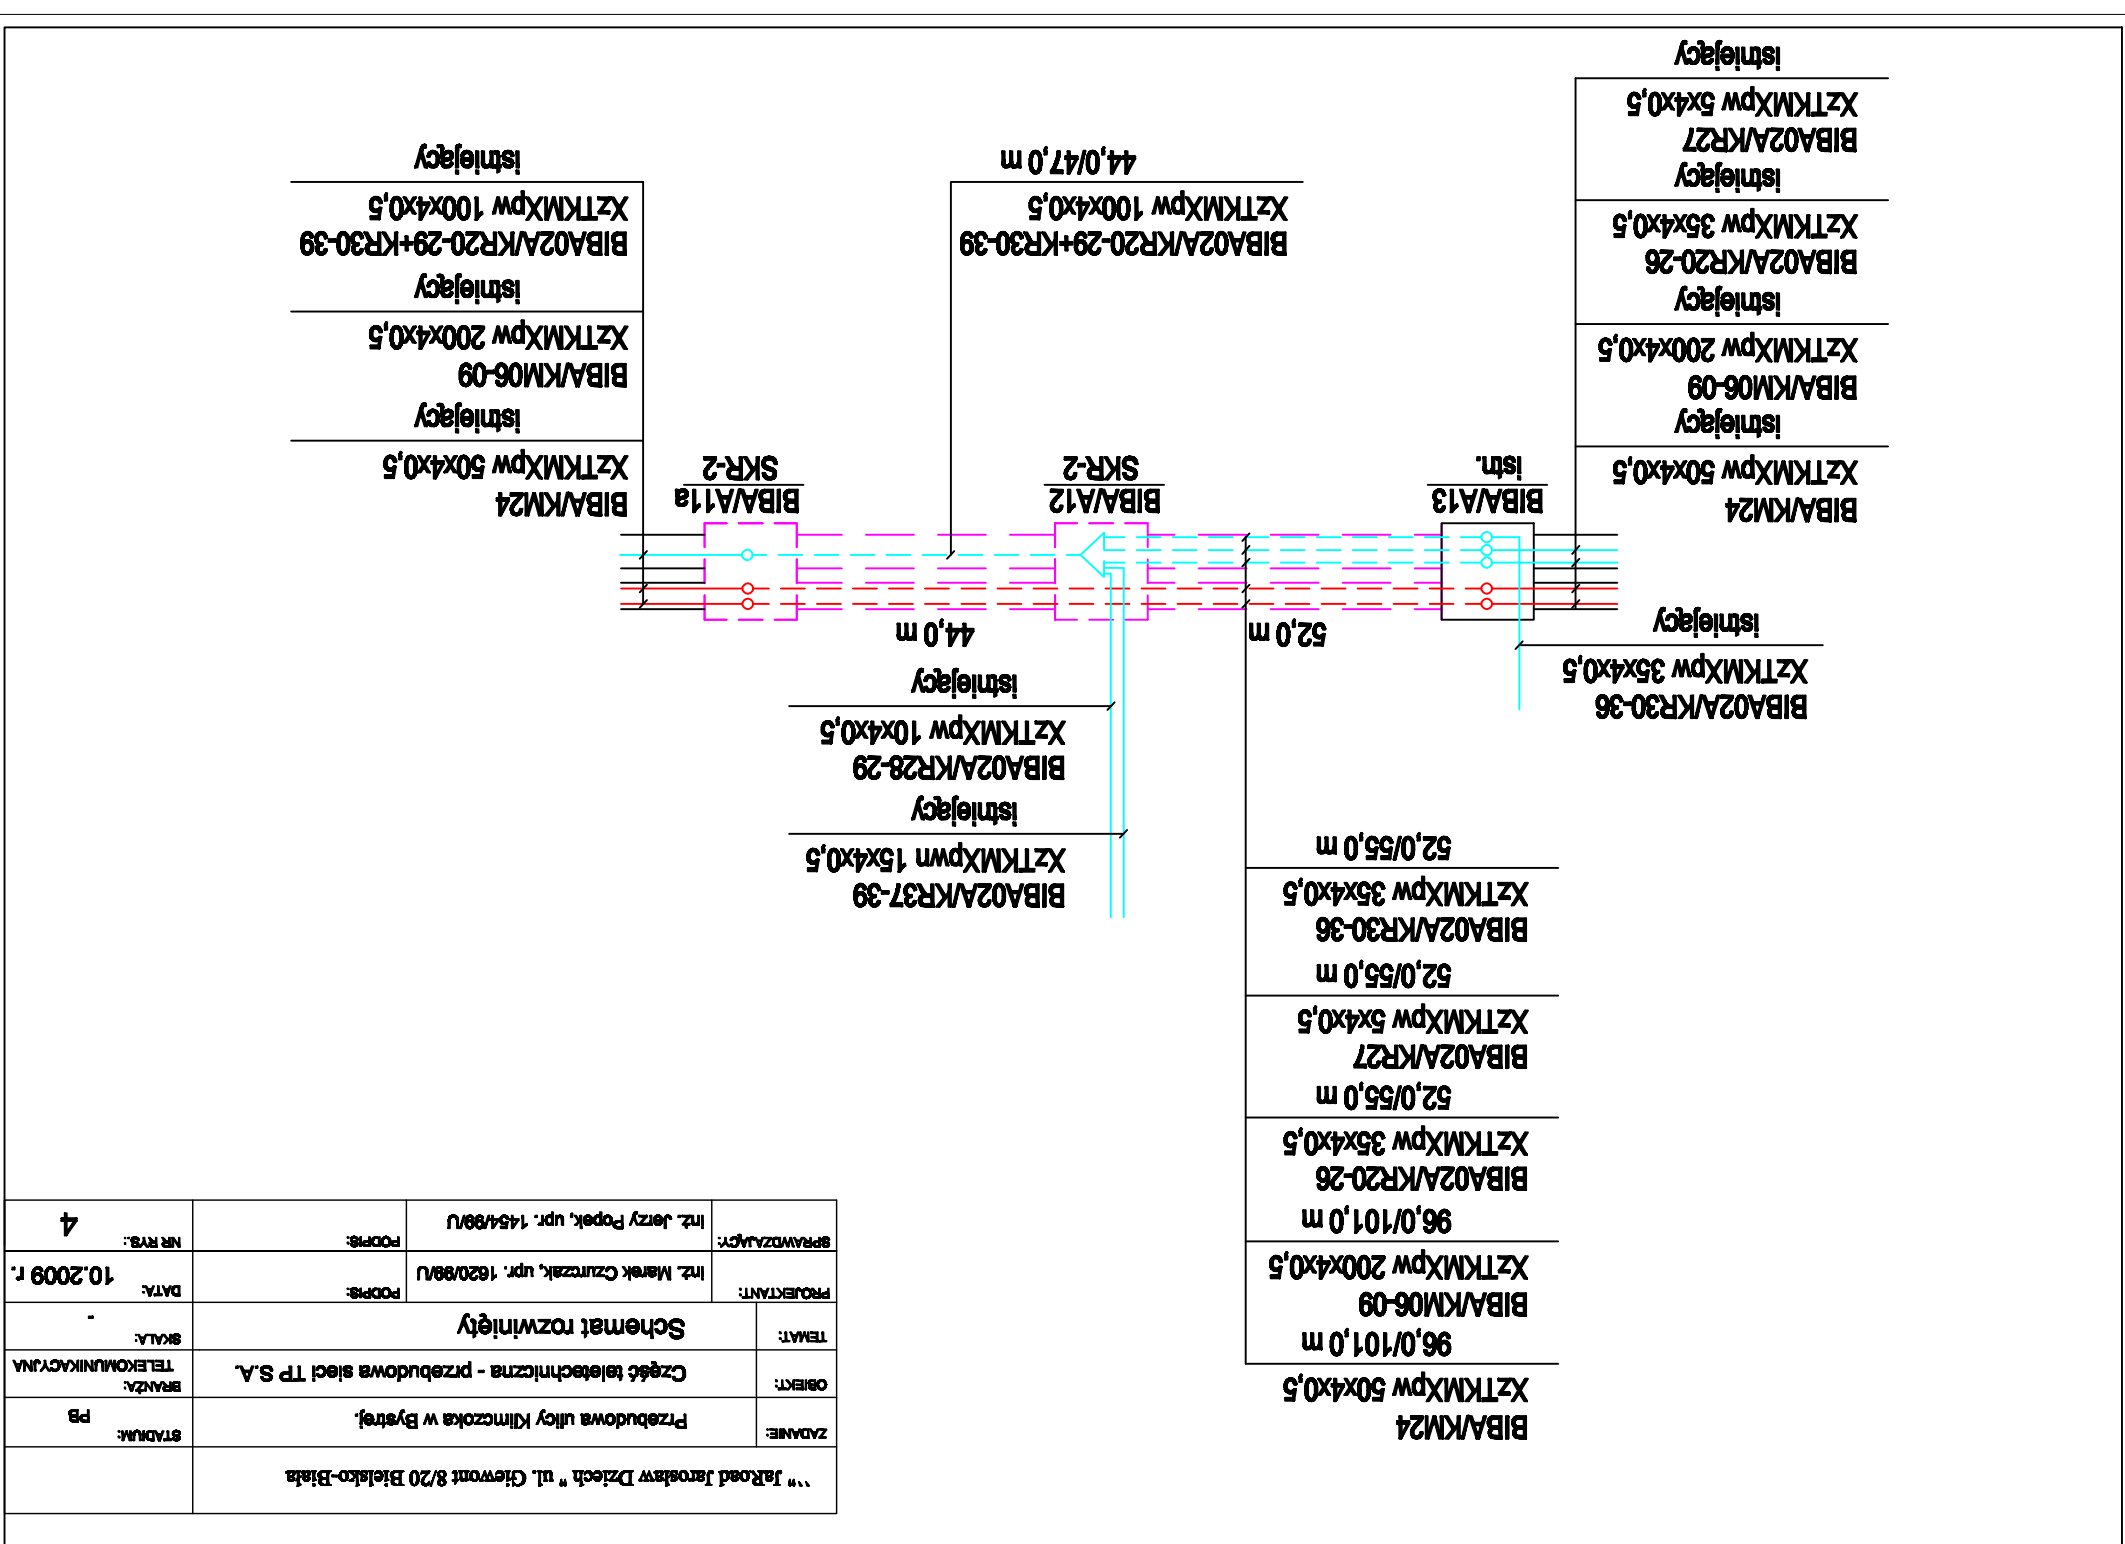 ``" JaRoad Jarosław Dziech " ul. Giewont 8/20 Bielsko-Biała
ZADANIE:
Przebudowa ulicy Klimczoka w Bystrej.
STADIUM:
PB
OBIEKT:
Część teletechniczna - przebudowa sieci TP S.A.
BRANŻA:
TELEKOMUNIKACYJNA
TEMAT:
Schemat rozwinięty
SKALA:
-
PROJEKTANT:
inż. Marek Czurczak, upr. 1620/99/U
PODPIS:
DATA:
10.2009 r.
SPRAWDZAJĄCY:
inż. Jerzy Popek, upr. 1454/99/U
PODPIS:
NR RYS.:
4
BIBA/KM24
XzTKMXpw 50x4x0,5
96,0/101,0 m
BIBA/KM06-09
XzTKMXpw 200x4x0,5
96,0/101,0 m
BIBA02A/KR20-26
XzTKMXpw 35x4x0,5
52,0/55,0 m
BIBA02A/KR27
XzTKMXpw 5x4x0,5
52,0/55,0 m
BIBA02A/KR30-36
XzTKMXpw 35x4x0,5
52,0/55,0 m
BIBA02A/KR37-39
XzTKMXpwn 15x4x0,5
istniejący
BIBA02A/KR28-29
XzTKMXpw 10x4x0,5
istniejący
BIBA02A/KR30-36
XzTKMXpw 35x4x0,5
istniejący
52,0 m
44,0 m
BIBA/A13
istn.
BIBA/A12
SKR-2
BIBA/A11a
SKR-2
BIBA/KM24
XzTKMXpw 50x4x0,5
istniejący
BIBA/KM06-09
XzTKMXpw 200x4x0,5
istniejący
BIBA02A/KR20-26
XzTKMXpw 35x4x0,5
istniejący
BIBA02A/KR27
XzTKMXpw 5x4x0,5
istniejący
BIBA02A/KR20-29+KR30-39
XzTKMXpw 100x4x0,5
44,0/47,0 m
BIBA/KM24
XzTKMXpw 50x4x0,5
istniejący
BIBA/KM06-09
XzTKMXpw 200x4x0,5
istniejący
BIBA02A/KR20-29+KR30-39
XzTKMXpw 100x4x0,5
istniejący